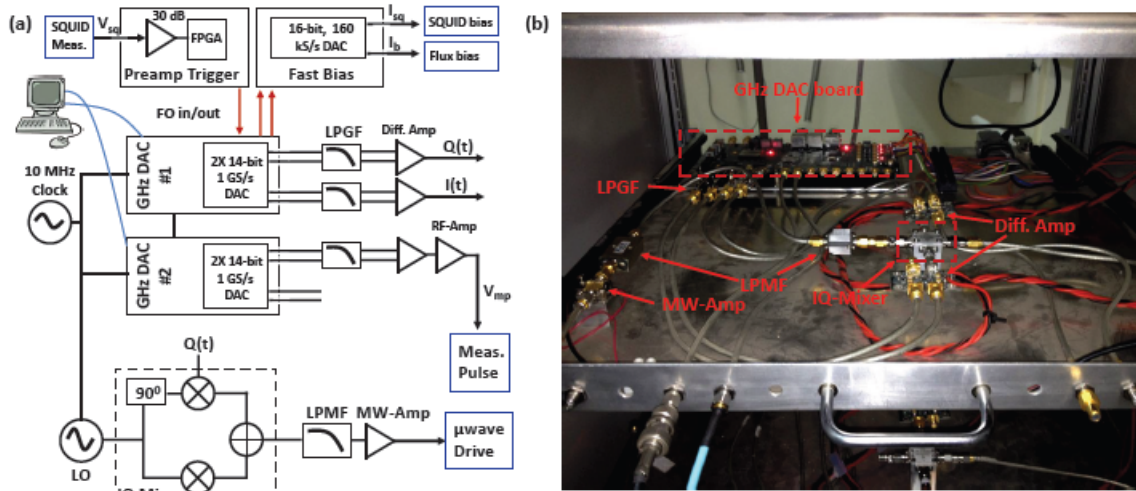 (a)
SQUID
Meas.
V_sq
30 dB
FPGA
Preamp Trigger
16-bit, 160
kS/s DAC
Fast Bias
I_sq
I_b
SQUID bias
Flux bias
FO in/out
10 MHz
Clock
GHz DAC
#1
2X 14-bit
1 GS/s
DAC
LPGF
Diff. Amp
Q(t)
I(t)
GHz DAC
#2
2X 14-bit
1 GS/s
DAC
RF-Amp
V_mp
Meas.
Pulse
Q(t)
90⁰
LO
LPMF
MW-Amp
μwave
Drive
(b)
GHz DAC board
LPGF
Diff. Amp
LPMF
IQ-Mixer
MW-Amp